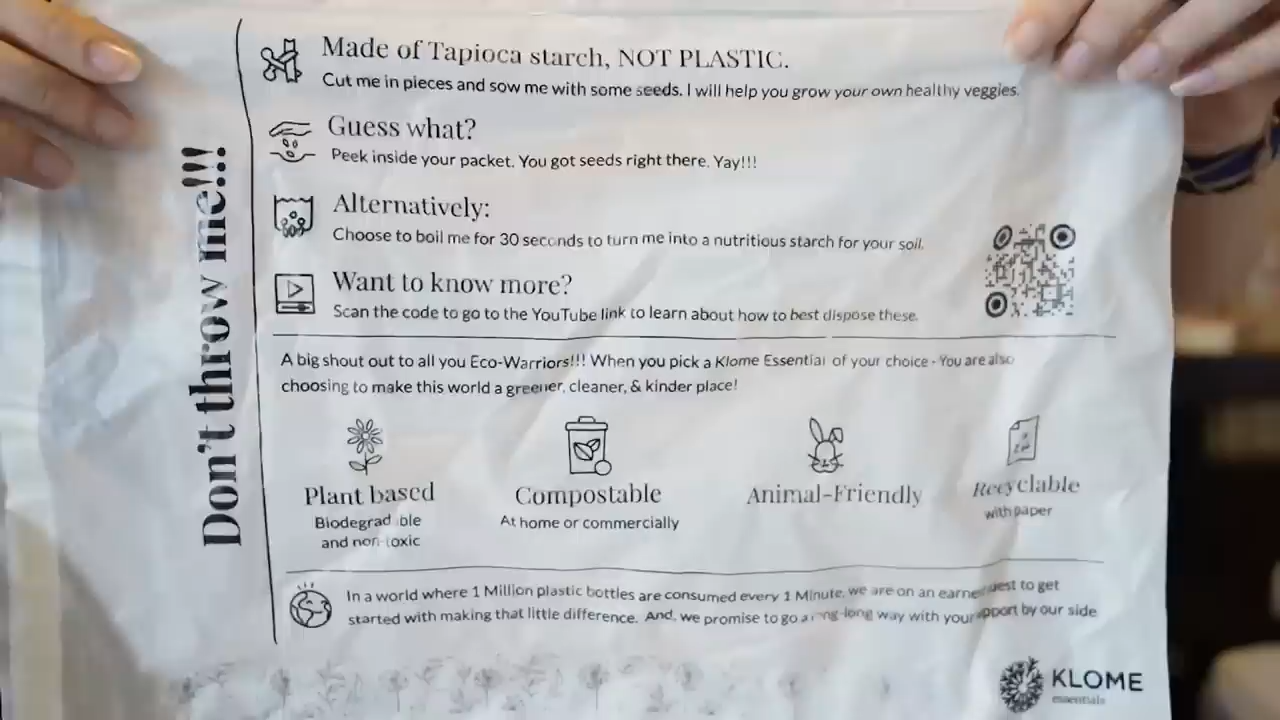 Don't throw me!!!
Made of Tapioca starch, NOT PLASTIC.
Cut me in pieces and sow me with some seeds. I will help you grow your own healthy veggies.
Guess what?
Peek inside your packet. You got seeds right there. Yay!!!
Alternatively:
Choose to boil me for 30 seconds to turn me into a nutritious starch for your soil.
Want to know more?
Scan the code to go to the YouTube link to learn about how to best dispose these.
A big shout out to all you Eco-Warriors!!! When you pick a Klome Essential of your choice - You are also
choosing to make this world a greener, cleaner, & kinder place!
Plant based
Biodegradable
and non-toxic
Compostable
At home or commercially
Animal-Friendly
Recyclable
with paper
In a world where 1 Million plastic bottles are consumed every 1 Minute, we are on an earnest quest to get
started with making that little difference. And, we promise to go a long-long way with your support by our side
KLOME
essentials